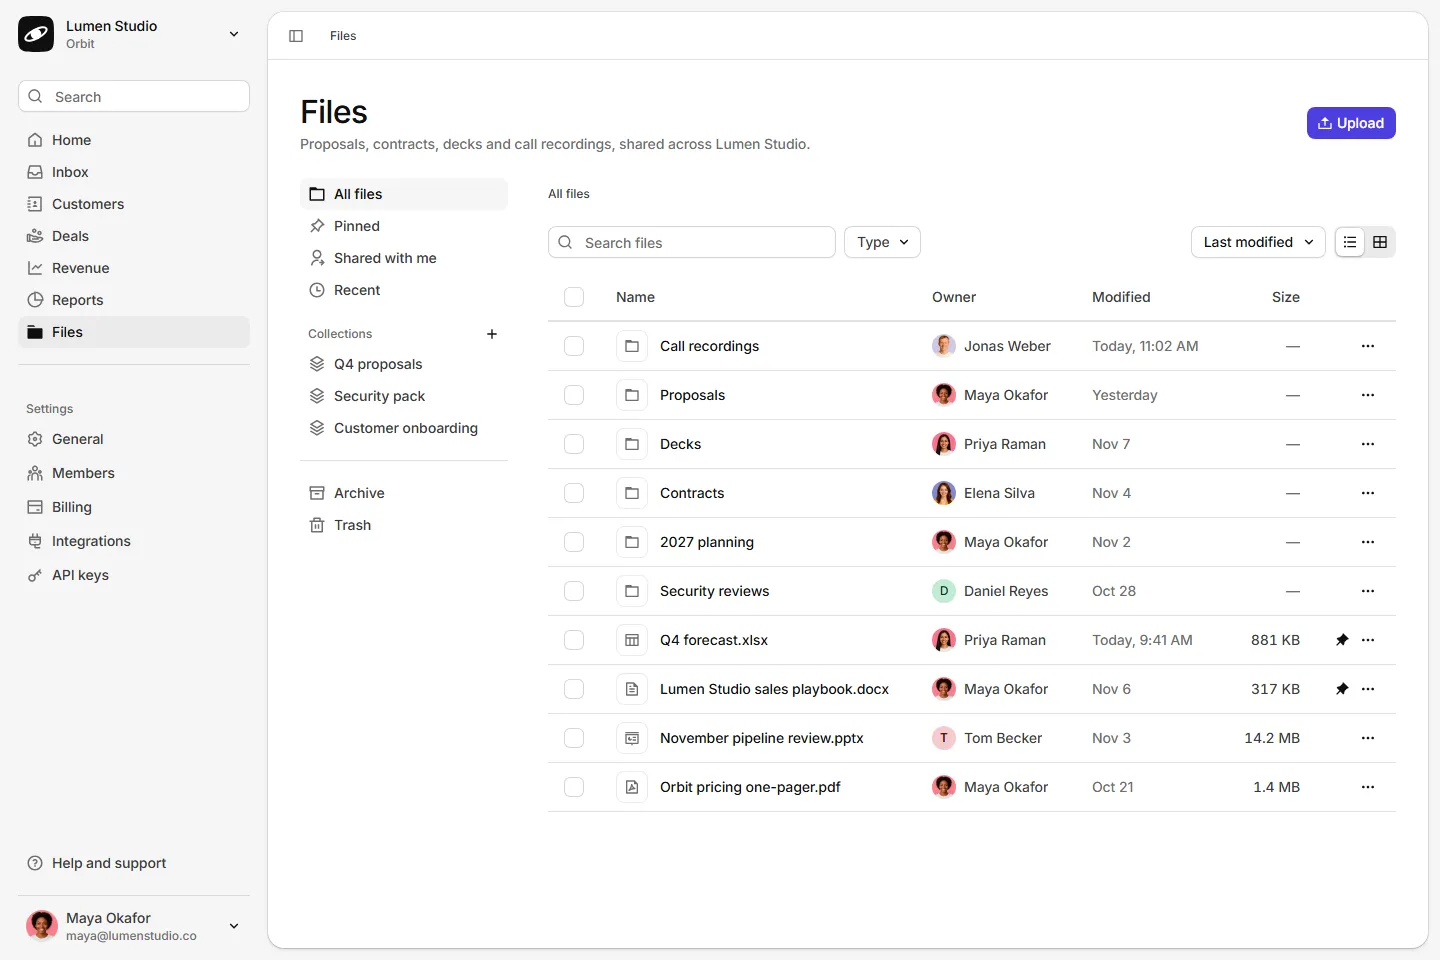 Lumen Studio
Orbit
Search
Home
Inbox
Customers
Deals
Revenue
Reports
Files
Settings
General
Members
Billing
Integrations
API keys
Help and support
Maya Okafor
maya@lumenstudio.co
Files
Files
Proposals, contracts, decks and call recordings, shared across Lumen Studio.
Upload
All files
Pinned
Shared with me
Recent
Collections
Q4 proposals
Security pack
Customer onboarding
Archive
Trash
All files
Search files
Type
Last modified
Name Owner Modified Size
Call recordings Jonas Weber Today, 11:02 AM —
Proposals Maya Okafor Yesterday —
Decks Priya Raman Nov 7 —
Contracts Elena Silva Nov 4 —
2027 planning Maya Okafor Nov 2 —
Security reviews D Daniel Reyes Oct 28 —
Q4 forecast.xlsx Priya Raman Today, 9:41 AM 881 KB
Lumen Studio sales playbook.docx Maya Okafor Nov 6 317 KB
November pipeline review.pptx T Tom Becker Nov 3 14.2 MB
Orbit pricing one-pager.pdf Maya Okafor Oct 21 1.4 MB